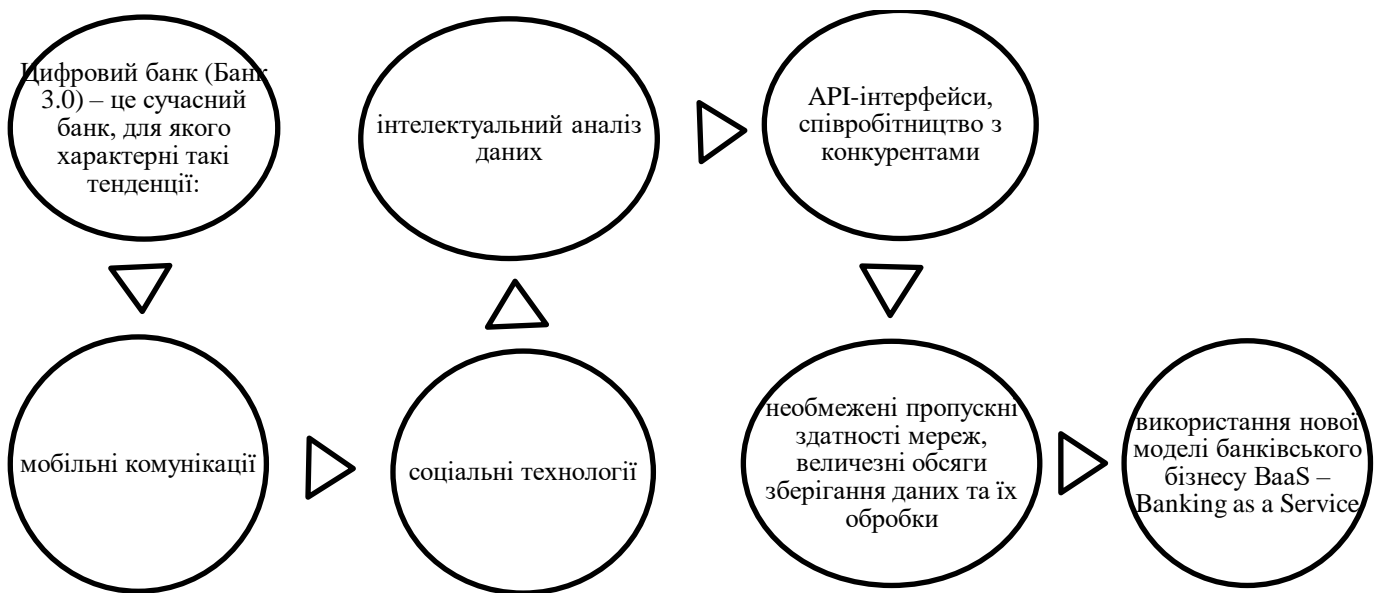 Цифровий банк (Банк
3.0) – це сучасний
банк, для якого
характерні такі
тенденції:
мобільні комунікації
соціальні технології
інтелектуальний аналіз
даних
API-інтерфейси,
співробітництво з
конкурентами
необмежені пропускні
здатності мереж,
величезні обсяги
зберігання даних та їх
обробки
використання нової
моделі банківського
бізнесу BaaS –
Banking as a Service